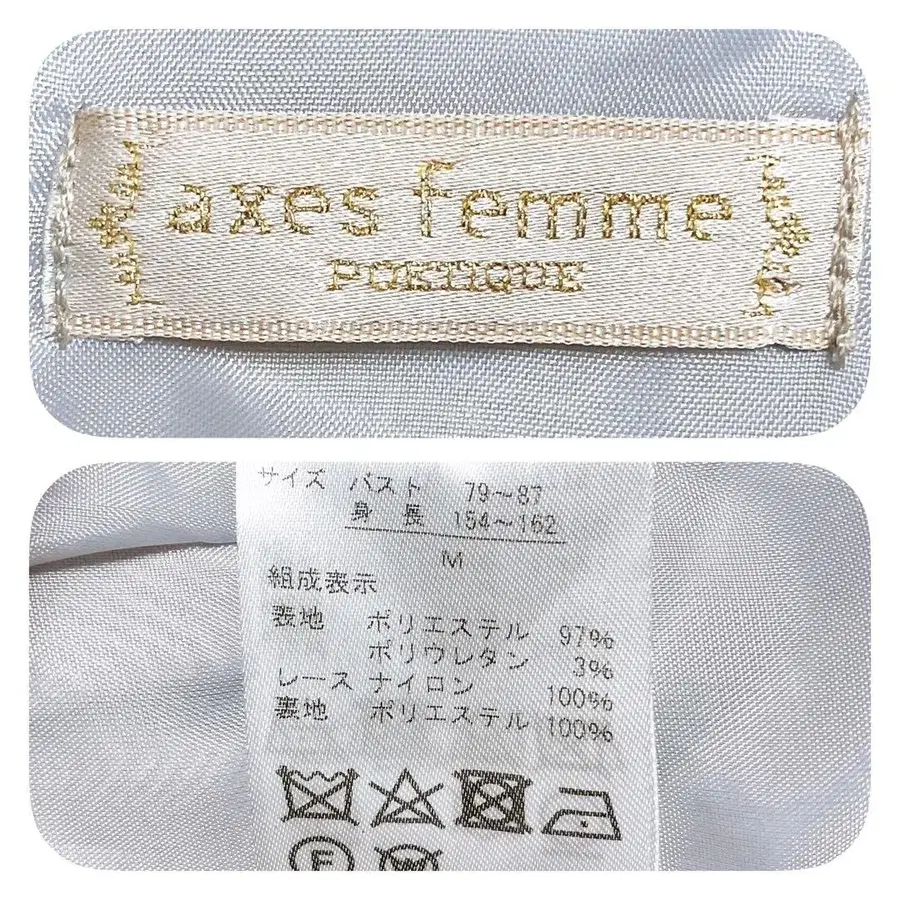 axes femme
POETIQUE
サイズ バスト 79～87
身長 154～162
M
組成表示
表地 ポリエステル 97%
ポリウレタン 3%
レース ナイロン 100%
裏地 ポリエステル 100%
F